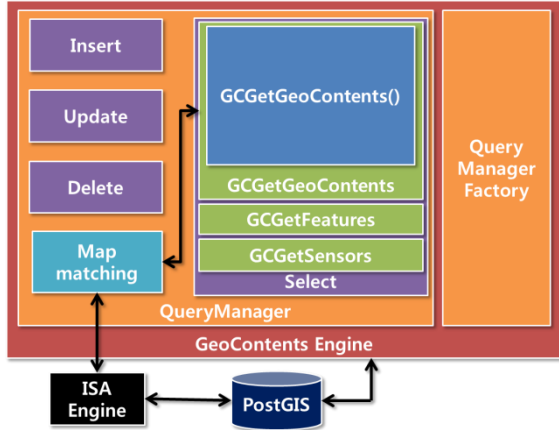 Insert
Update
Delete
Map
matching
GCGetGeoContents()
GCGetGeoContents
GCGetFeatures
GCGetSensors
Select
QueryManager
Query
Manager
Factory
GeoContents Engine
ISA
Engine
PostGIS